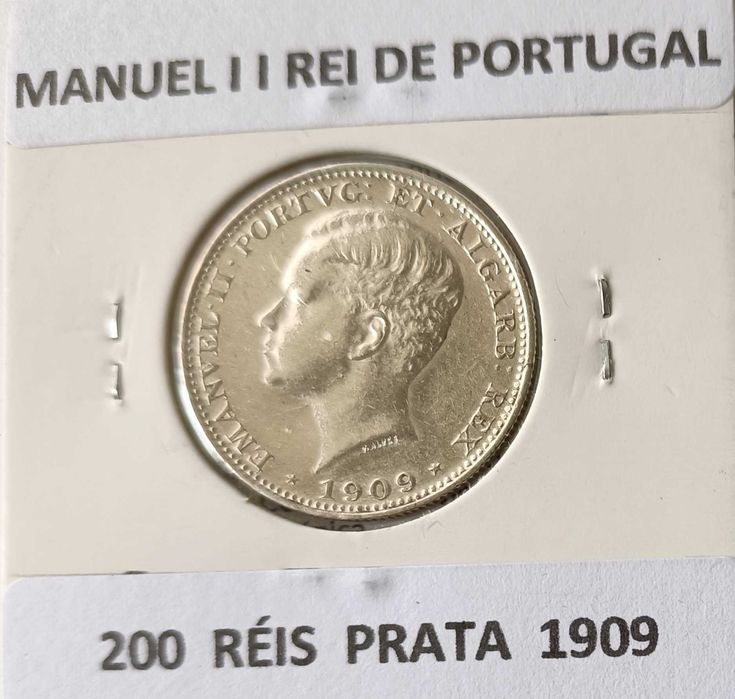 MANUEL I I REI DE PORTUGAL
EMANVEL·II·PORTVG: ET·ALGARB: REX
* 1909 *
200 RÉIS PRATA 1909